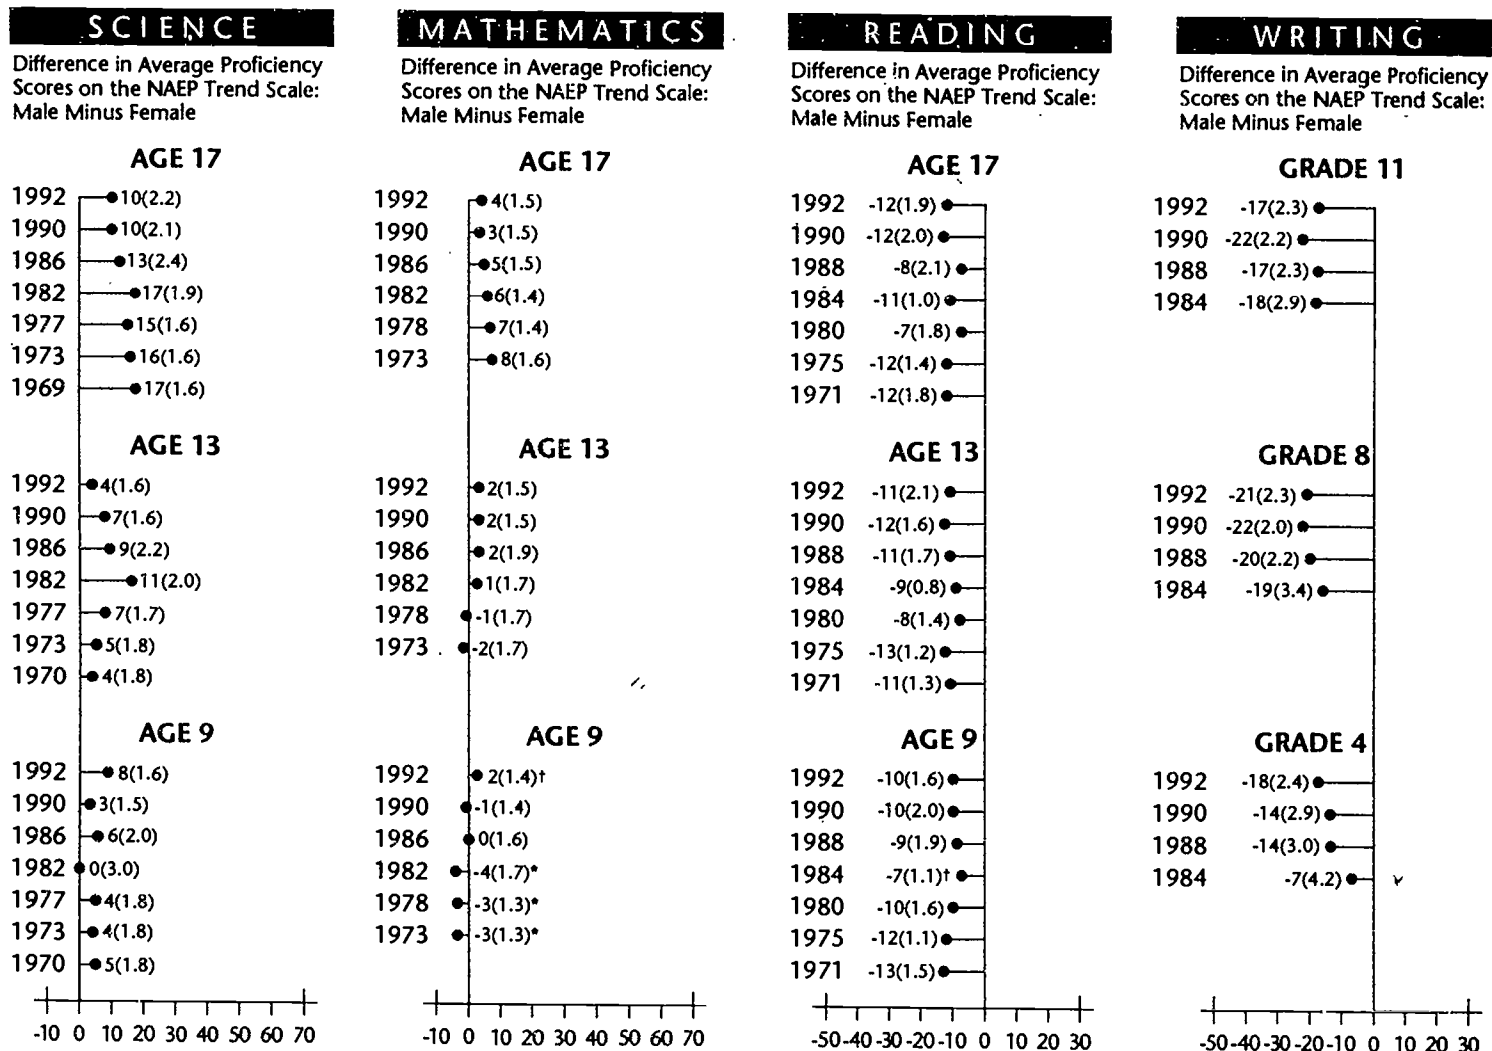 SCIENCE
Difference in Average Proficiency
Scores on the NAEP Trend Scale:
Male Minus Female
AGE 17
1992 10(2.2)
1990 10(2.1)
1986 13(2.4)
1982 17(1.9)
1977 15(1.6)
1973 16(1.6)
1969 17(1.6)
AGE 13
1992 4(1.6)
1990 7(1.6)
1986 9(2.2)
1982 11(2.0)
1977 7(1.7)
1973 5(1.8)
1970 4(1.8)
AGE 9
1992 8(1.6)
1990 3(1.5)
1986 6(2.0)
1982 0(3.0)
1977 4(1.8)
1973 4(1.8)
1970 5(1.8)
-10 0 10 20 30 40 50 60 70
MATHEMATICS
Difference in Average Proficiency
Scores on the NAEP Trend Scale:
Male Minus Female
AGE 17
1992 4(1.5)
1990 3(1.5)
1986 5(1.5)
1982 6(1.4)
1978 7(1.4)
1973 8(1.6)
AGE 13
1992 2(1.5)
1990 2(1.5)
1986 2(1.9)
1982 1(1.7)
1978 -1(1.7)
1973 -2(1.7)
AGE 9
1992 2(1.4)†
1990 -1(1.4)
1986 0(1.6)
1982 -4(1.7)*
1978 -3(1.3)*
1973 -3(1.3)*
-10 0 10 20 30 40 50 60 70
READING
Difference in Average Proficiency
Scores on the NAEP Trend Scale:
Male Minus Female
AGE 17
1992 -12(1.9)
1990 -12(2.0)
1988 -8(2.1)
1984 -11(1.0)
1980 -7(1.8)
1975 -12(1.4)
1971 -12(1.8)
AGE 13
1992 -11(2.1)
1990 -12(1.6)
1988 -11(1.7)
1984 -9(0.8)
1980 -8(1.4)
1975 -13(1.2)
1971 -11(1.3)
AGE 9
1992 -10(1.6)
1990 -10(2.0)
1988 -9(1.9)
1984 -7(1.1)†
1980 -10(1.6)
1975 -12(1.1)
1971 -13(1.5)
-50 -40 -30 -20 -10 0 10 20 30
WRITING
Difference in Average Proficiency
Scores on the NAEP Trend Scale:
Male Minus Female
GRADE 11
1992 -17(2.3)
1990 -22(2.2)
1988 -17(2.3)
1984 -18(2.9)
GRADE 8
1992 -21(2.3)
1990 -22(2.0)
1988 -20(2.2)
1984 -19(3.4)
GRADE 4
1992 -18(2.4)
1990 -14(2.9)
1988 -14(3.0)
1984 -7(4.2)
-50 -40 -30 -20 -10 0 10 20 30